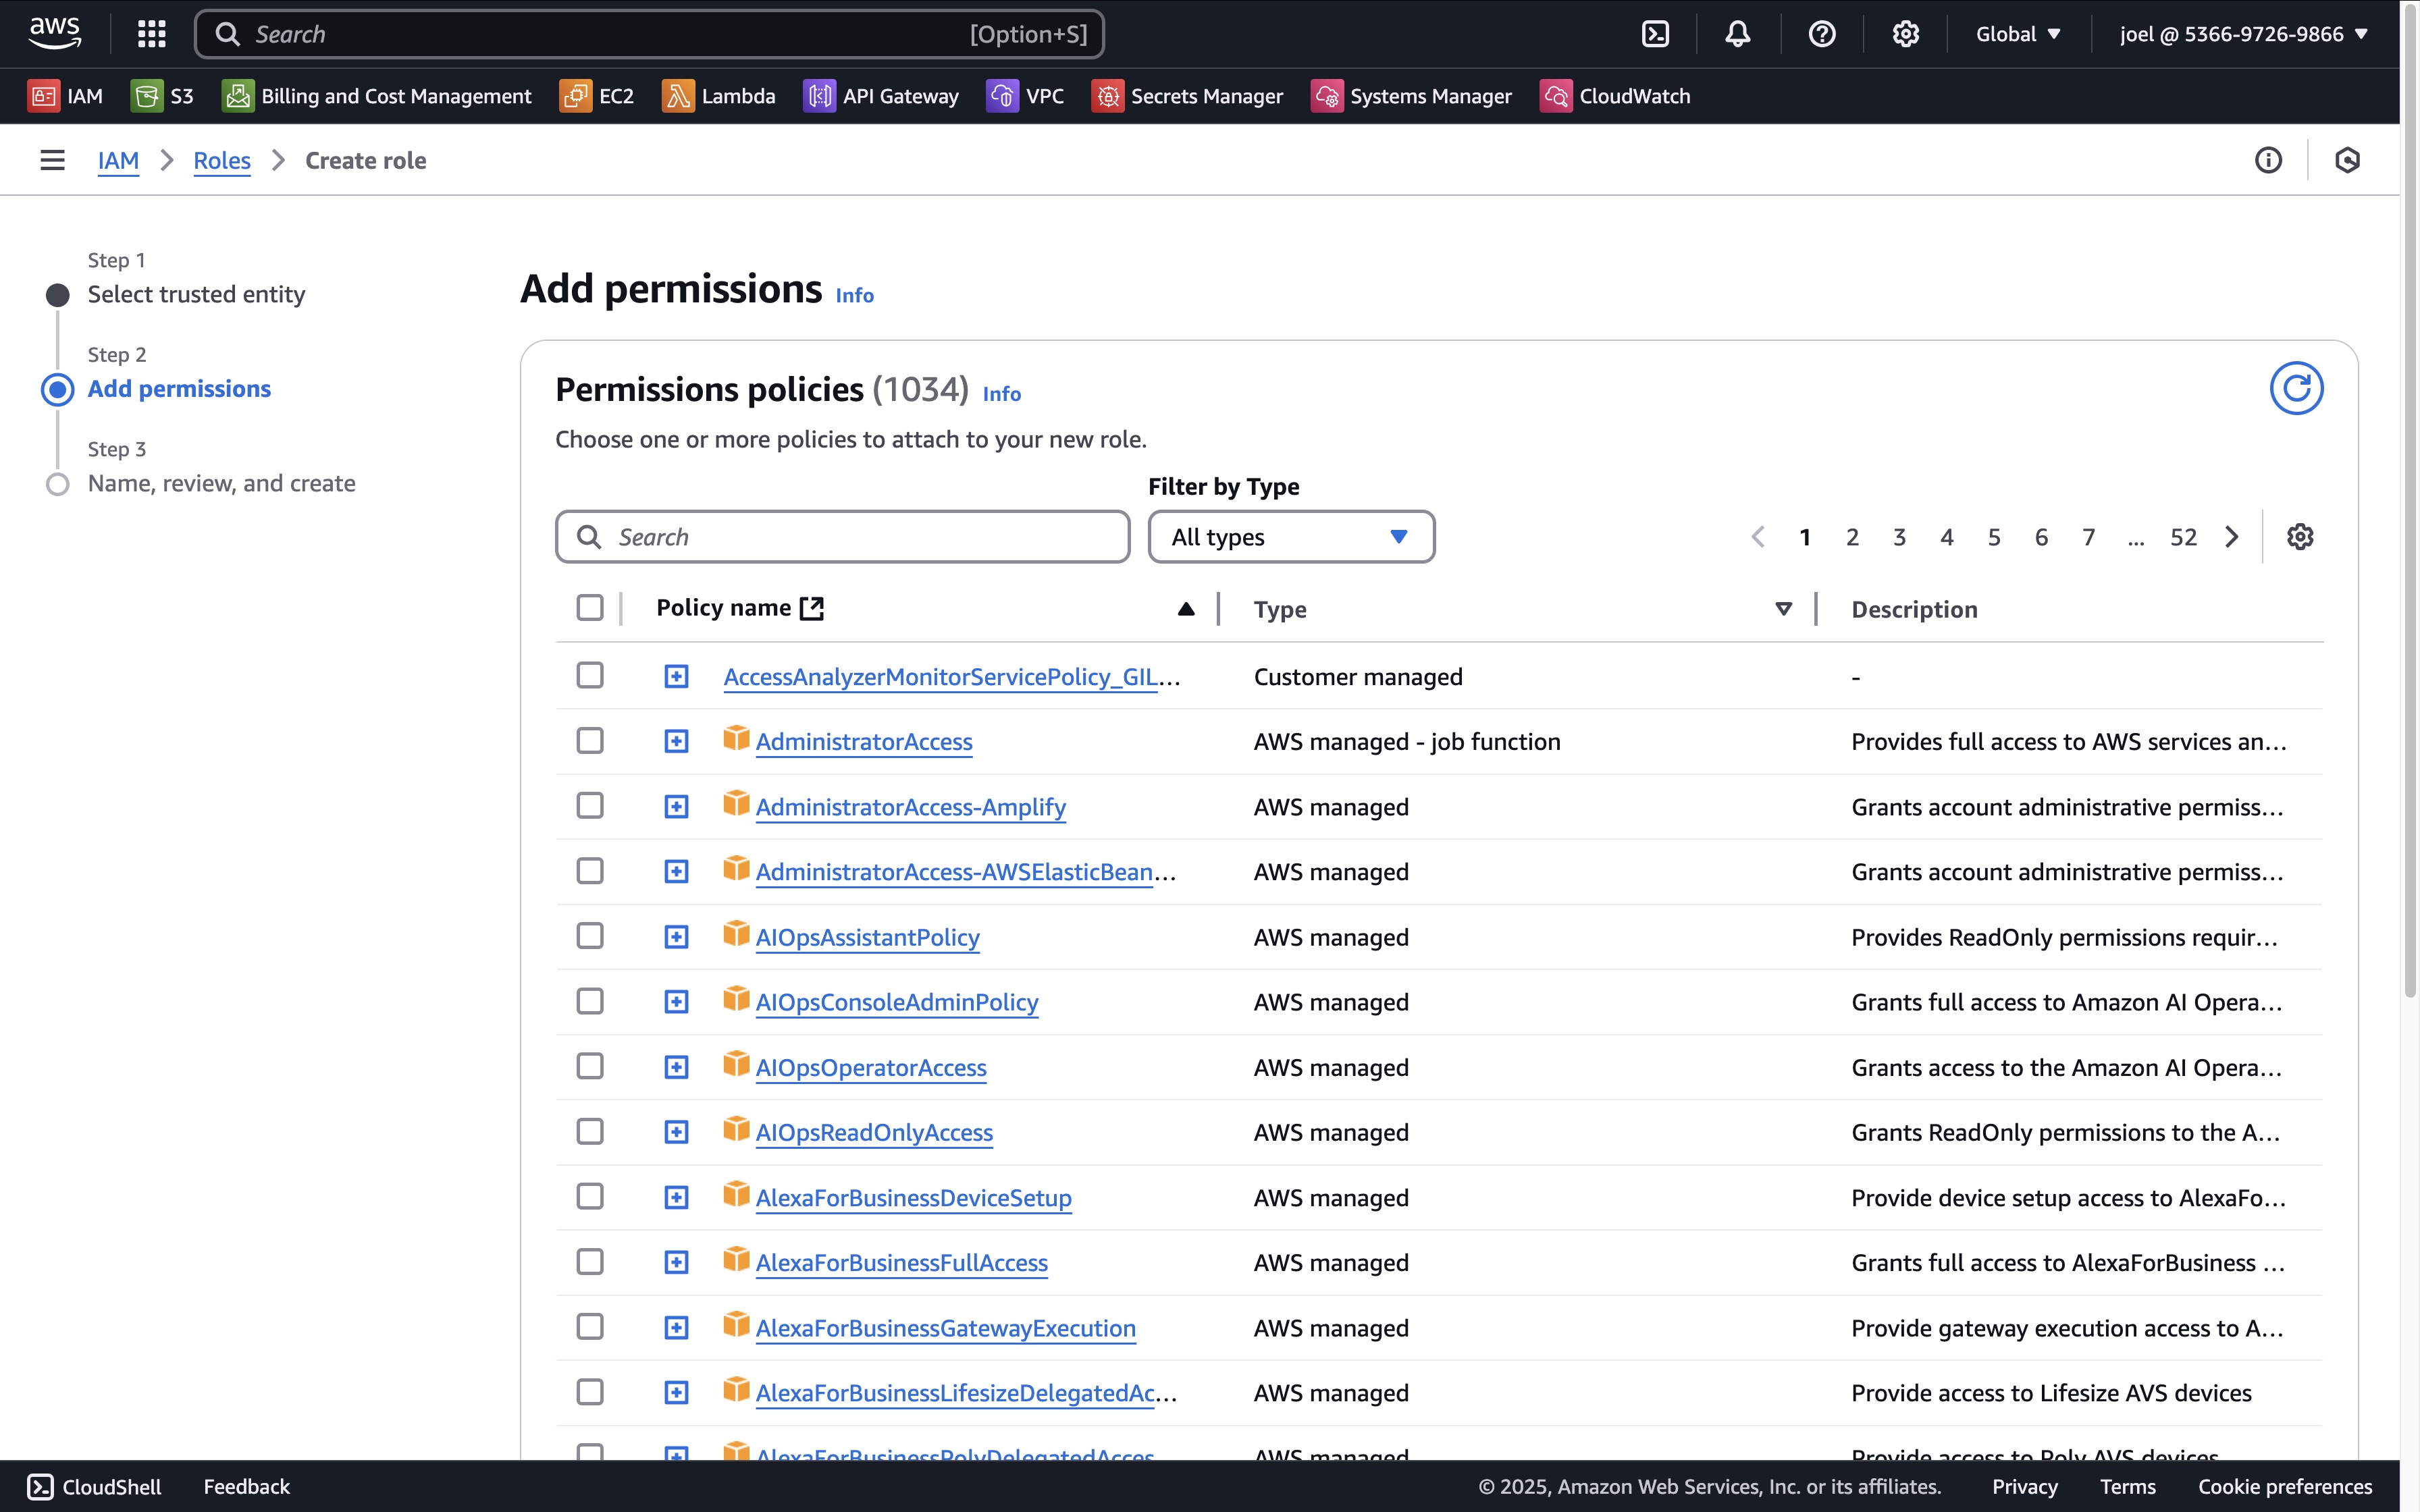 aws
Search [Option+S] Global joel @ 5366-9726-9866
IAM S3 Billing and Cost Management EC2 Lambda API Gateway VPC Secrets Manager Systems Manager CloudWatch
IAM Roles Create role
Step 1
Select trusted entity
Step 2
Add permissions
Step 3
Name, review, and create
Add permissions Info
Permissions policies (1034) Info
Choose one or more policies to attach to your new role.
Filter by Type
Search All types 1 2 3 4 5 6 7 ... 52
Policy name Type Description
AccessAnalyzerMonitorServicePolicy_GIL... Customer managed -
AdministratorAccess AWS managed - job function Provides full access to AWS services an...
AdministratorAccess-Amplify AWS managed Grants account administrative permiss...
AdministratorAccess-AWSElasticBean... AWS managed Grants account administrative permiss...
AIOpsAssistantPolicy AWS managed Provides ReadOnly permissions requir...
AIOpsConsoleAdminPolicy AWS managed Grants full access to Amazon AI Opera...
AIOpsOperatorAccess AWS managed Grants access to the Amazon AI Opera...
AIOpsReadOnlyAccess AWS managed Grants ReadOnly permissions to the A...
AlexaForBusinessDeviceSetup AWS managed Provide device setup access to AlexaFo...
AlexaForBusinessFullAccess AWS managed Grants full access to AlexaForBusiness ...
AlexaForBusinessGatewayExecution AWS managed Provide gateway execution access to A...
AlexaForBusinessLifesizeDelegatedAc... AWS managed Provide access to Lifesize AVS devices
AlexaForBusinessPolyDelegatedAcces AWS managed Provide access to Poly AVS devices
CloudShell Feedback © 2025, Amazon Web Services, Inc. or its affiliates. Privacy Terms Cookie preferences